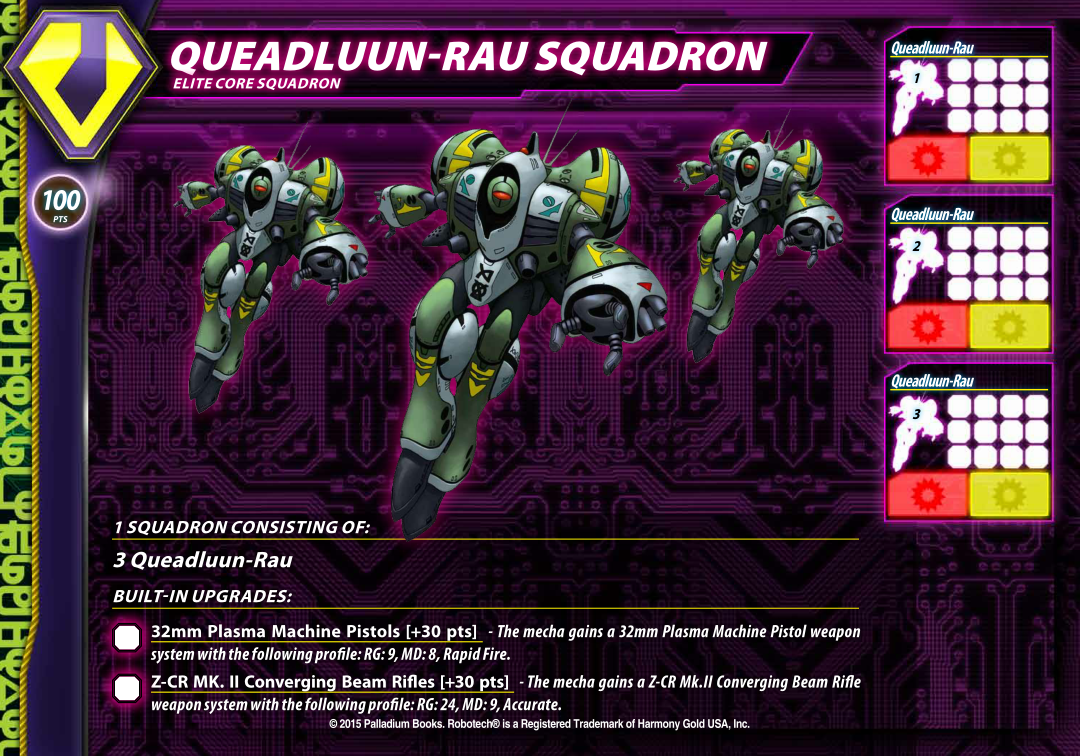 QUEADLUUN-RAU SQUADRON
ELITE CORE SQUADRON
100
PTS
Queadluun-Rau
1
Queadluun-Rau
2
Queadluun-Rau
3
1 SQUADRON CONSISTING OF:
3 Queadluun-Rau
BUILT-IN UPGRADES:
32mm Plasma Machine Pistols [+30 pts] - The mecha gains a 32mm Plasma Machine Pistol weapon
system with the following profile: RG: 9, MD: 8, Rapid Fire.
Z-CR MK. II Converging Beam Rifles [+30 pts] - The mecha gains a Z-CR Mk.II Converging Beam Rifle
weapon system with the following profile: RG: 24, MD: 9, Accurate.
© 2015 Palladium Books. Robotech® is a Registered Trademark of Harmony Gold USA, Inc.